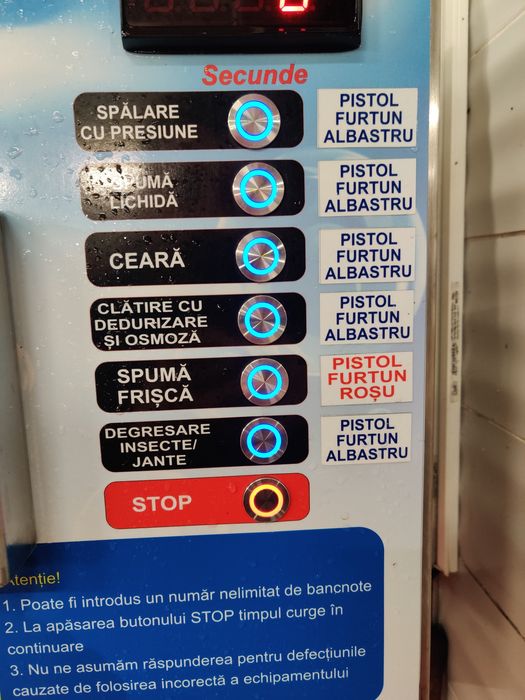 Secunde
SPĂLARE
CU PRESIUNE
PISTOL
FURTUN
ALBASTRU
SPUMĂ
LICHIDĂ
PISTOL
FURTUN
ALBASTRU
CEARĂ
PISTOL
FURTUN
ALBASTRU
CLĂTIRE CU
DEDURIZARE
ȘI OSMOZĂ
PISTOL
FURTUN
ALBASTRU
SPUMĂ
FRIȘCĂ
PISTOL
FURTUN
ROȘU
DEGRESARE
INSECTE/
JANTE
PISTOL
FURTUN
ALBASTRU
STOP
Atenție!
1. Poate fi introdus un număr nelimitat de bancnote
2. La apăsarea butonului STOP timpul curge în
continuare
3. Nu ne asumăm răspunderea pentru defecțiunile
cauzate de folosirea incorectă a echipamentului